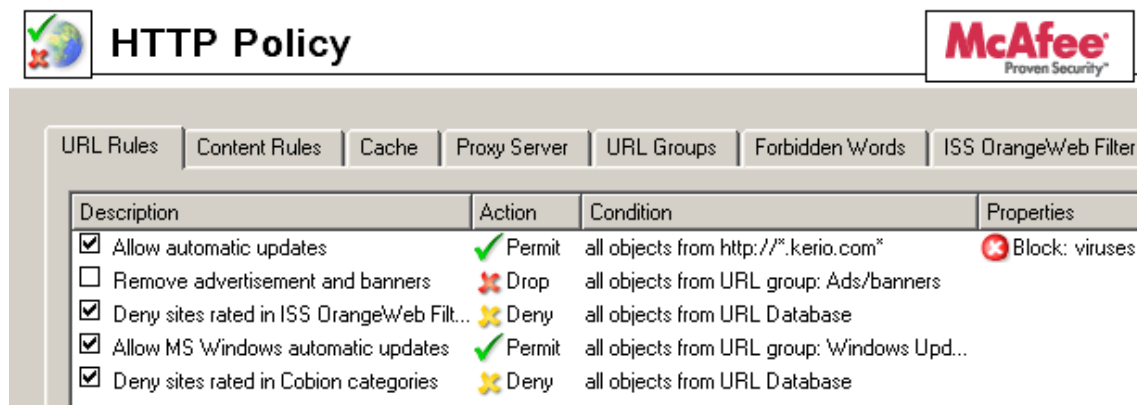 HTTP Policy
McAfee
Proven Security™
URL Rules Content Rules Cache Proxy Server URL Groups Forbidden Words ISS OrangeWeb Filter
Description Action Condition Properties
Allow automatic updates Permit all objects from http://*.kerio.com* Block: viruses
Remove advertisement and banners Drop all objects from URL group: Ads/banners
Deny sites rated in ISS OrangeWeb Filt... Deny all objects from URL Database
Allow MS Windows automatic updates Permit all objects from URL group: Windows Upd...
Deny sites rated in Cobion categories Deny all objects from URL Database